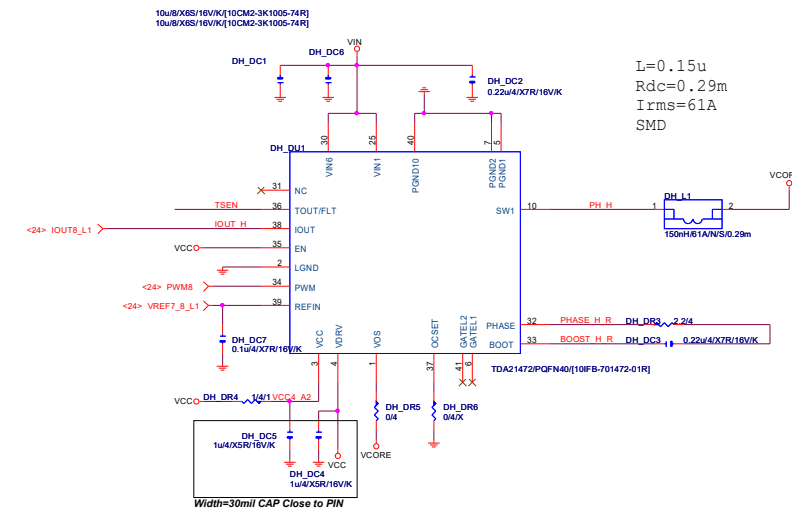 10u/8/X6S/16V/K/[10CM2-3K1005-74R]
10u/8/X6S/16V/K/[10CM2-3K1005-74R]
VIN
DH_DC1
DH_DC6
DH_DC2
0.22u/4/X7R/16V/K
L=0.15u
Rdc=0.29m
Irms=61A
SMD
DH_DU1
30
25
40
7
5
VIN6
VIN1
PGND10
PGND2
PGND1
31
NC
TSEN
36
TOUT/FLT
<24> IOUT8_L1
IOUT_H
38
IOUT
VCC
35
EN
2
LGND
<24> PWM8
34
PWM
<24> VREF7_8_L1
39
REFIN
DH_DC7
0.1u/4/X7R/16V/K
SW1
10
PH_H
1
DH_L1
2
150nH/61A/N/S/0.29m
PHASE
32
PHASE_H_R
DH_DR3
2.2/4
BOOT
33
BOOST_H_R
DH_DC3
0.22u/4/X7R/16V/K
VCC
VDRV
VOS
OCSET
GATEL2
GATEL1
3
4
1
37
41
6
TDA21472/PQFN40/[10IFB-701472-01R]
VCC
DH_DR4
1/4/1
VCC4_A2
DH_DR5
0/4
DH_DR6
0/4/X
DH_DC5
1u/4/X5R/16V/K
VCC
VCORE
DH_DC4
1u/4/X5R/16V/K
Width=30mil CAP Close to PIN